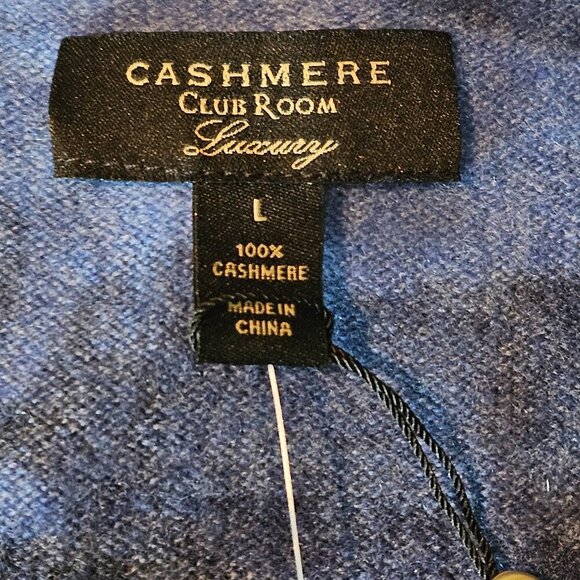 CASHMERE
CLUB ROOM
Luxury
L
100%
CASHMERE
MADE IN
CHINA